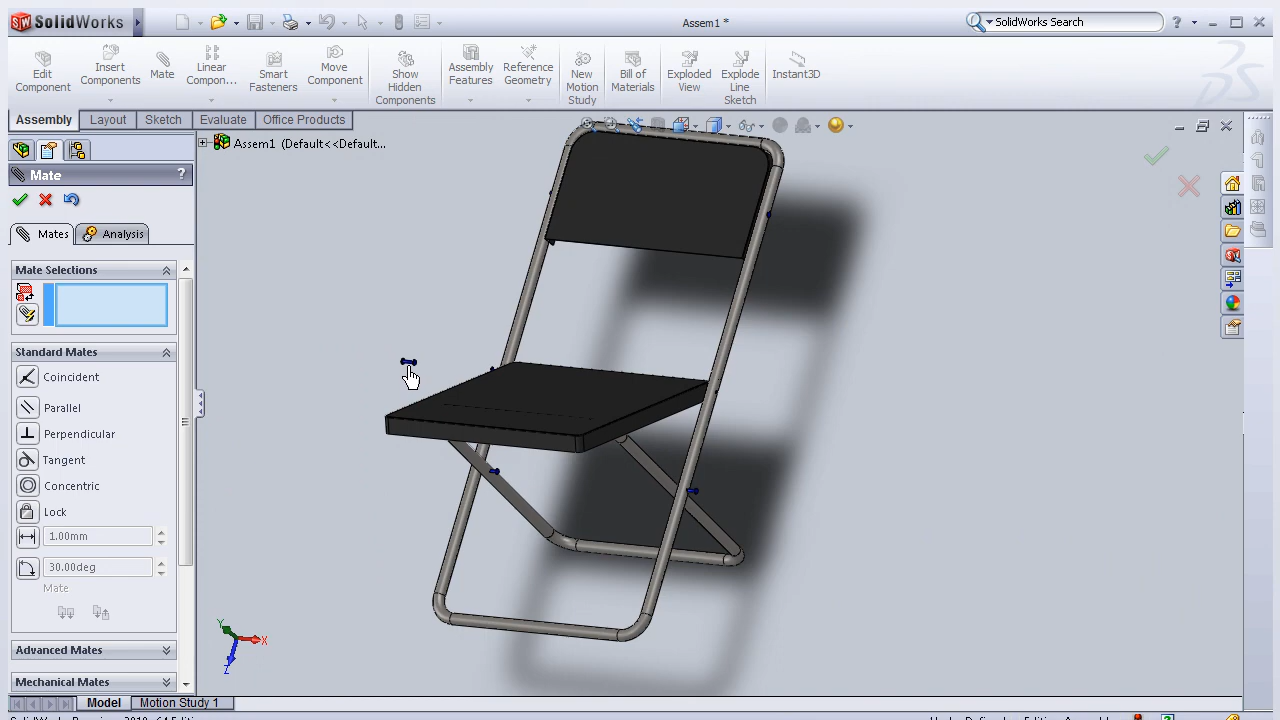 SolidWorks
Assem1 *
SolidWorks Search
Edit Component
Insert Components
Mate
Linear Compon...
Smart Fasteners
Move Component
Show Hidden Components
Assembly Features
Reference Geometry
New Motion Study
Bill of Materials
Exploded View
Explode Line Sketch
Instant3D
Assembly Layout Sketch Evaluate Office Products
Assem1 (Default<<Default...
Mate ?
Mates Analysis
Mate Selections
Standard Mates
Coincident
Parallel
Perpendicular
Tangent
Concentric
Lock
1.00mm
30.00deg
Mate
Advanced Mates
Mechanical Mates
Y
X
Z
Model Motion Study 1